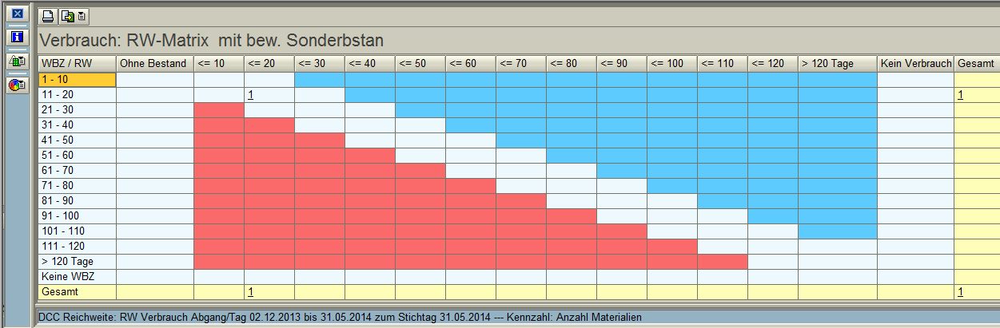 Verbrauch: RW-Matrix mit bew. Sonderbstan
WBZ / RW Ohne Bestand <= 10 <= 20 <= 30 <= 40 <= 50 <= 60 <= 70 <= 80 <= 90 <= 100 <= 110 <= 120 > 120 Tage Kein Verbrauch Gesamt
1 - 10
11 - 20 1 1
21 - 30
31 - 40
41 - 50
51 - 60
61 - 70
71 - 80
81 - 90
91 - 100
101 - 110
111 - 120
> 120 Tage
Keine WBZ
Gesamt 1 1
DCC Reichweite: RW Verbrauch Abgang/Tag 02.12.2013 bis 31.05.2014 zum Stichtag 31.05.2014 --- Kennzahl: Anzahl Materialien